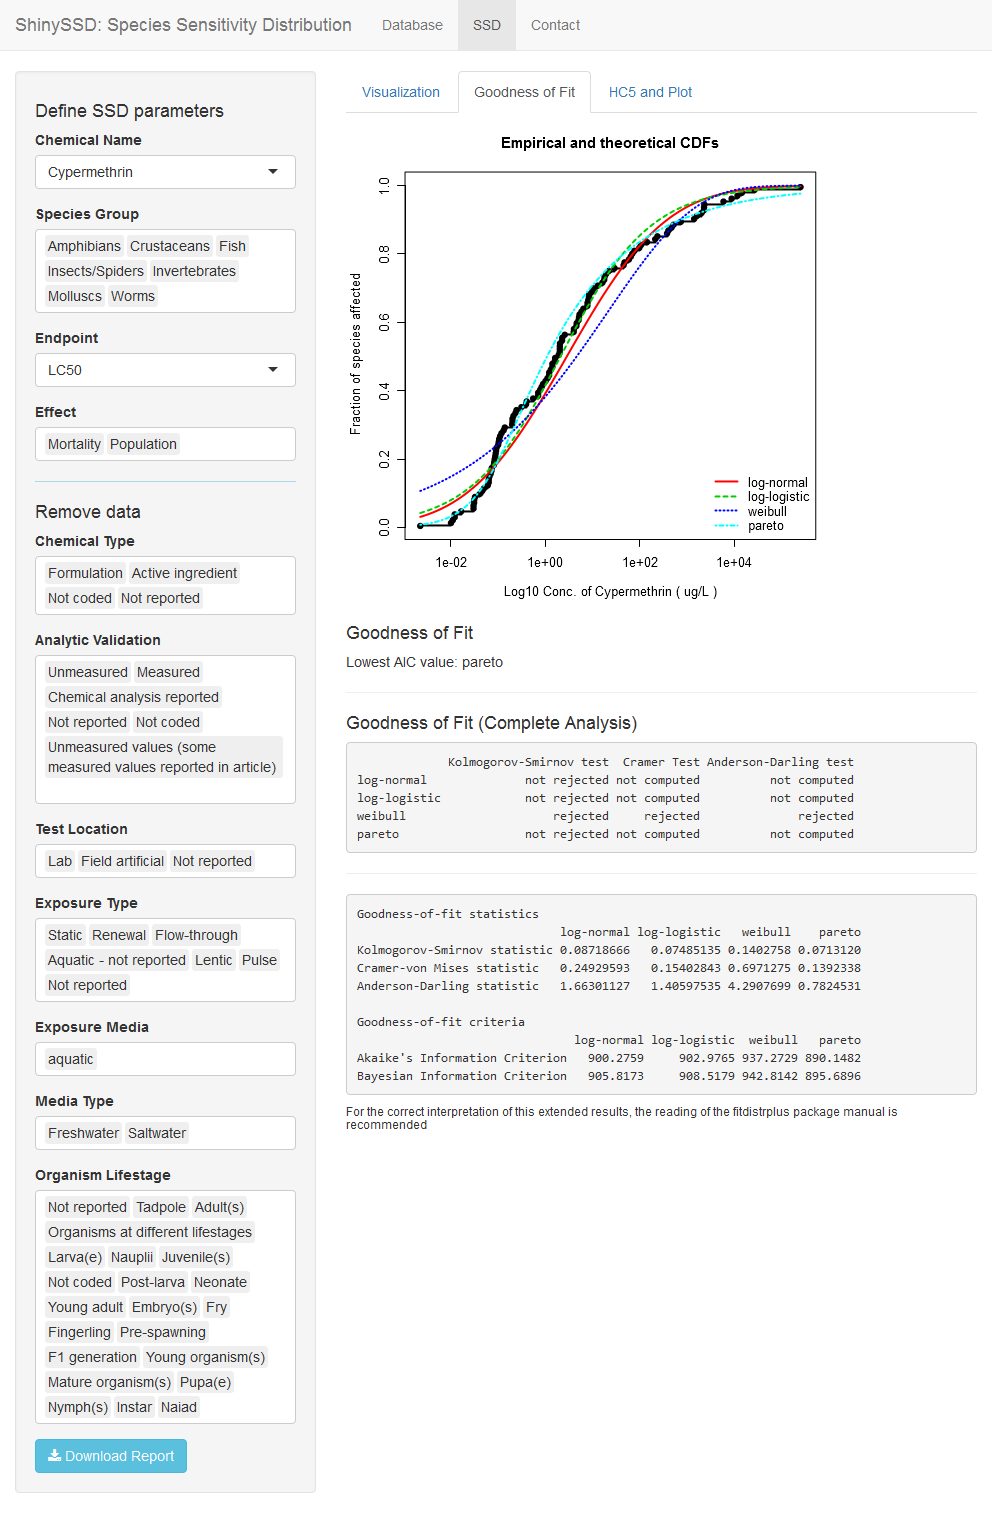 ShinySSD: Species Sensitivity Distribution Database SSD Contact
Define SSD parameters
Chemical Name
Cypermethrin
Species Group
Amphibians Crustaceans Fish
Insects/Spiders Invertebrates
Molluscs Worms
Endpoint
LC50
Effect
Mortality Population
Remove data
Chemical Type
Formulation Active ingredient
Not coded Not reported
Analytic Validation
Unmeasured Measured
Chemical analysis reported
Not reported Not coded
Unmeasured values (some
measured values reported in article)
Test Location
Lab Field artificial Not reported
Exposure Type
Static Renewal Flow-through
Aquatic - not reported Lentic Pulse
Not reported
Exposure Media
aquatic
Media Type
Freshwater Saltwater
Organism Lifestage
Not reported Tadpole Adult(s)
Organisms at different lifestages
Larva(e) Nauplii Juvenile(s)
Not coded Post-larva Neonate
Young adult Embryo(s) Fry
Fingerling Pre-spawning
F1 generation Young organism(s)
Mature organism(s) Pupa(e)
Nymph(s) Instar Naiad
Download Report
Visualization Goodness of Fit HC5 and Plot
Empirical and theoretical CDFs
Fraction of species affected
1.0
0.8
0.6
0.4
0.2
0.0
log-normal
log-logistic
weibull
pareto
1e-02 1e+00 1e+02 1e+04
Log10 Conc. of Cypermethrin ( ug/L )
Goodness of Fit
Lowest AIC value: pareto
Goodness of Fit (Complete Analysis)
Kolmogorov-Smirnov test Cramer Test Anderson-Darling test
log-normal not rejected not computed not computed
log-logistic not rejected not computed not computed
weibull rejected rejected rejected
pareto not rejected not computed not computed
Goodness-of-fit statistics
log-normal log-logistic weibull pareto
Kolmogorov-Smirnov statistic 0.08718666 0.07485135 0.1402758 0.0713120
Cramer-von Mises statistic 0.24929593 0.15402843 0.6971275 0.1392338
Anderson-Darling statistic 1.66301127 1.40597535 4.2907699 0.7824531
Goodness-of-fit criteria
log-normal log-logistic weibull pareto
Akaike's Information Criterion 900.2759 902.9765 937.2729 890.1482
Bayesian Information Criterion 905.8173 908.5179 942.8142 895.6896
For the correct interpretation of this extended results, the reading of the fitdistrplus package manual is
recommended